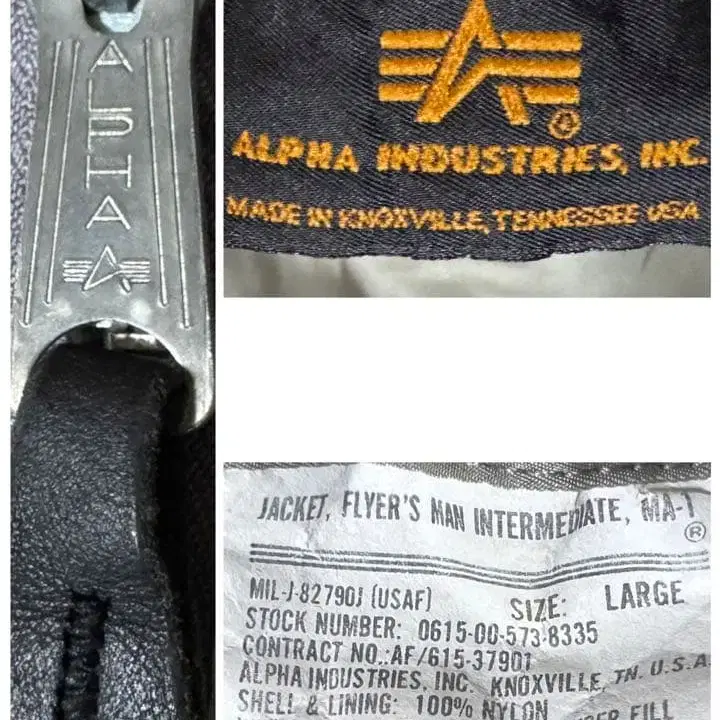 ALPHA
ALPHA INDUSTRIES, INC.
MADE IN KNOXVILLE, TENNESSEE USA
JACKET, FLYER'S MAN INTERMEDIATE, MA-1
®
MIL-J-82790J (USAF)
SIZE: LARGE
STOCK NUMBER: 0615-00-573-8335
CONTRACT NO.:AF/615-37901
ALPHA INDUSTRIES, INC. KNOXVILLE, TN. U.S.A.
SHELL & LINING: 100% NYLON
FILL